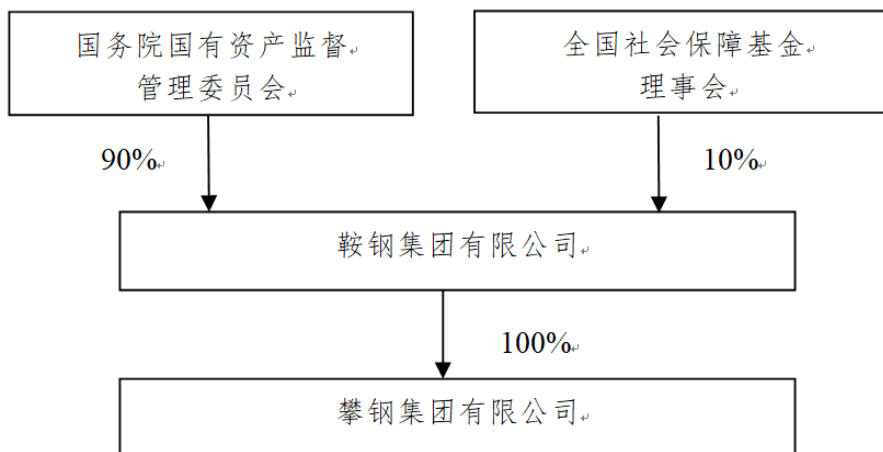 国务院国有资产监督
管理委员会
全国社会保障基金
理事会
90%
10%
鞍钢集团有限公司
100%
攀钢集团有限公司